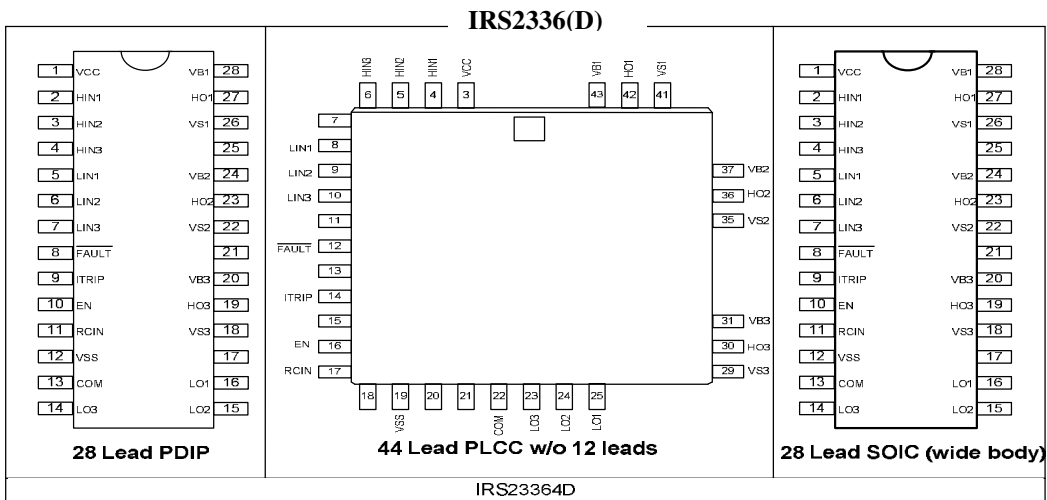 IRS2336(D)
1 VCC VB1 28
2 HIN1 HO1 27
3 HIN2 VS1 26
4 HIN3 25
5 LIN1 VB2 24
6 LIN2 HO2 23
7 LIN3 VS2 22
8 FAULT 21
9 ITRIP VB3 20
10 EN HO3 19
11 RCIN VS3 18
12 VSS 17
13 COM LO1 16
14 LO3 LO2 15
28 Lead PDIP
HIN3 HIN2 HIN1 VCC VB1 HO1 VS1
6 5 4 3 43 42 41
7
LIN1 8
LIN2 9 37 VB2
LIN3 10 36 HO2
11 35 VS2
FAULT 12
13
ITRIP 14
15 31 VB3
EN 16 30 HO3
RCIN 17 29 VS3
18 19 20 21 22 23 24 25
VSS COM LO3 LO2 LO1
44 Lead PLCC w/o 12 leads
1 VCC VB1 28
2 HIN1 HO1 27
3 HIN2 VS1 26
4 HIN3 25
5 LIN1 VB2 24
6 LIN2 HO2 23
7 LIN3 VS2 22
8 FAULT 21
9 ITRIP VB3 20
10 EN HO3 19
11 RCIN VS3 18
12 VSS 17
13 COM LO1 16
14 LO3 LO2 15
28 Lead SOIC (wide body)
IRS23364D